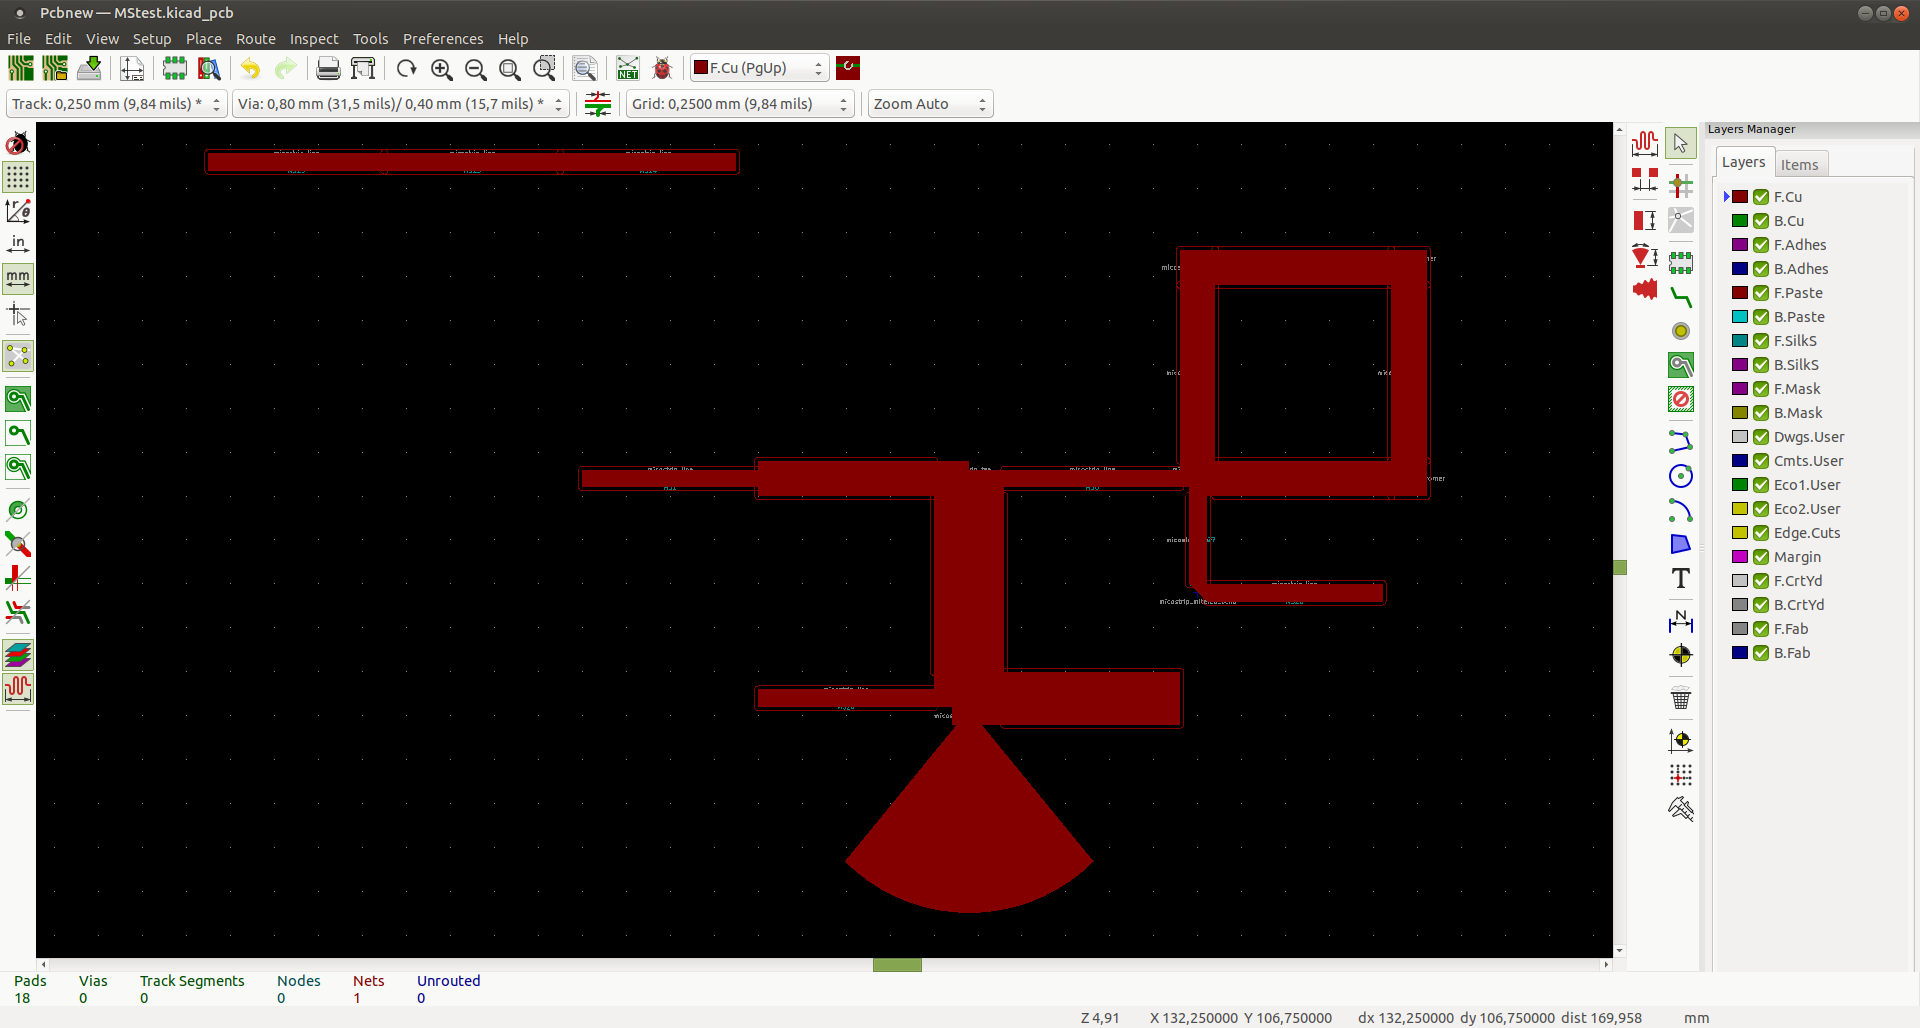 Pcbnew — MStest.kicad_pcb
File Edit View Setup Place Route Inspect Tools Preferences Help
NET
F.Cu (PgUp)
Track: 0,250 mm (9,84 mils) *
Via: 0,80 mm (31,5 mils)/ 0,40 mm (15,7 mils) *
Grid: 0,2500 mm (9,84 mils)
Zoom Auto
in
mm
Layers Manager
Layers Items
F.Cu
B.Cu
F.Adhes
B.Adhes
F.Paste
B.Paste
F.SilkS
B.SilkS
F.Mask
B.Mask
Dwgs.User
Cmts.User
Eco1.User
Eco2.User
Edge.Cuts
Margin
F.CrtYd
B.CrtYd
F.Fab
B.Fab
T
N
Pads Vias Track Segments Nodes Nets Unrouted
18 0 0 0 1 0
Z 4,91 X 132,250000 Y 106,750000 dx 132,250000 dy 106,750000 dist 169,958 mm